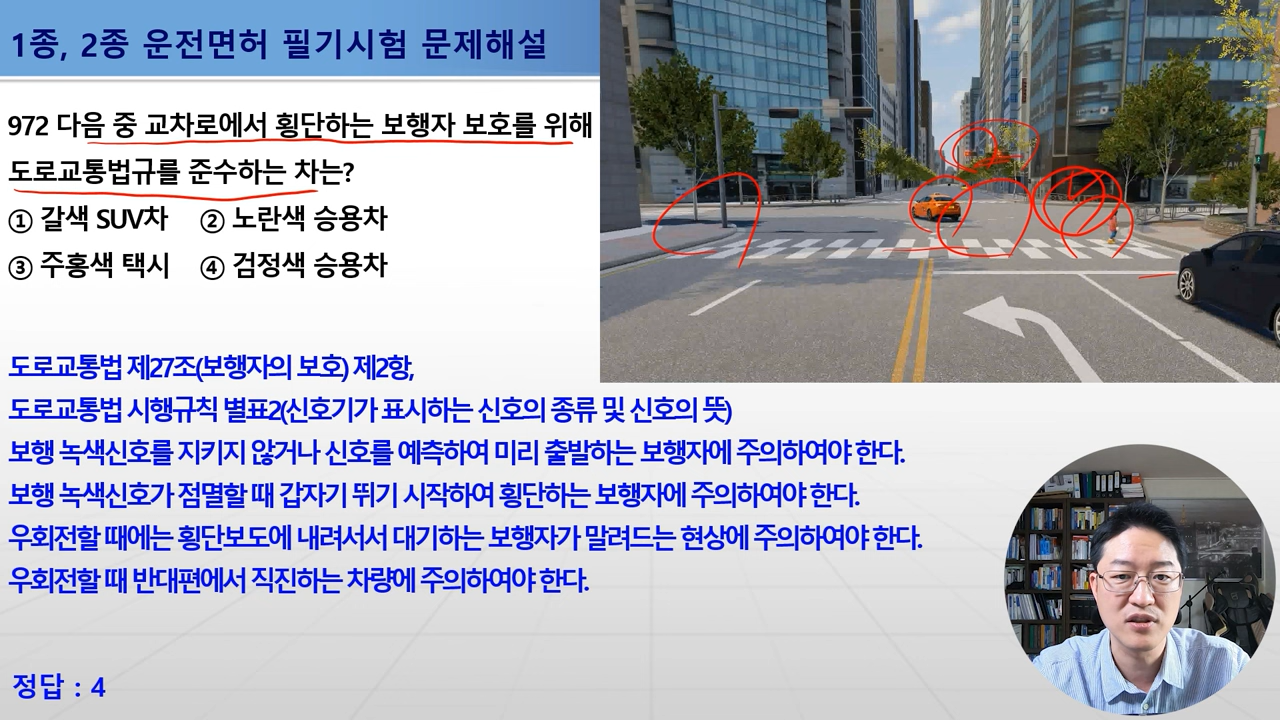 1종, 2종 운전면허 필기시험 문제해설
972 다음 중 교차로에서 횡단하는 보행자 보호를 위해
도로교통법규를 준수하는 차는?
① 갈색 SUV차 ② 노란색 승용차
③ 주홍색 택시 ④ 검정색 승용차
도로교통법 제27조(보행자의 보호) 제2항,
도로교통법 시행규칙 별표2(신호기가 표시하는 신호의 종류 및 신호의 뜻)
보행 녹색신호를 지키지 않거나 신호를 예측하여 미리 출발하는 보행자에 주의하여야 한다.
보행 녹색신호가 점멸할 때 갑자기 뛰기 시작하여 횡단하는 보행자에 주의하여야 한다.
우회전할 때에는 횡단보도에 내려서서 대기하는 보행자가 말려드는 현상에 주의하여야 한다.
우회전할 때 반대편에서 직진하는 차량에 주의하여야 한다.
정답 : 4